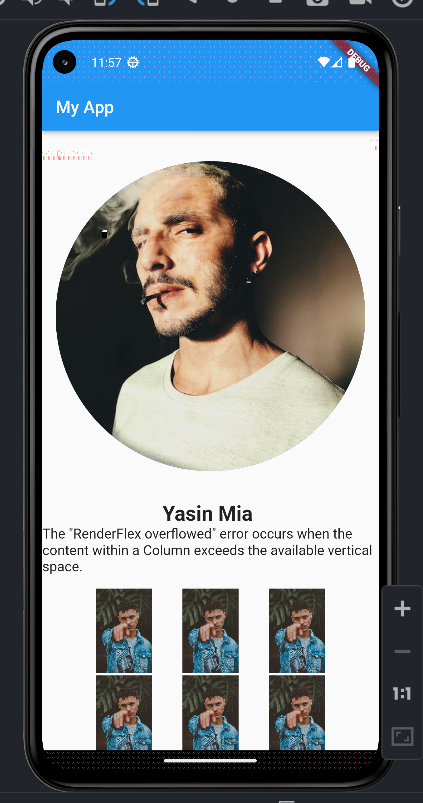 11:57
DEBUG
My App
Yasin Mia
The "RenderFlex overflowed" error occurs when the
content within a Column exceeds the available vertical
space.
1:1